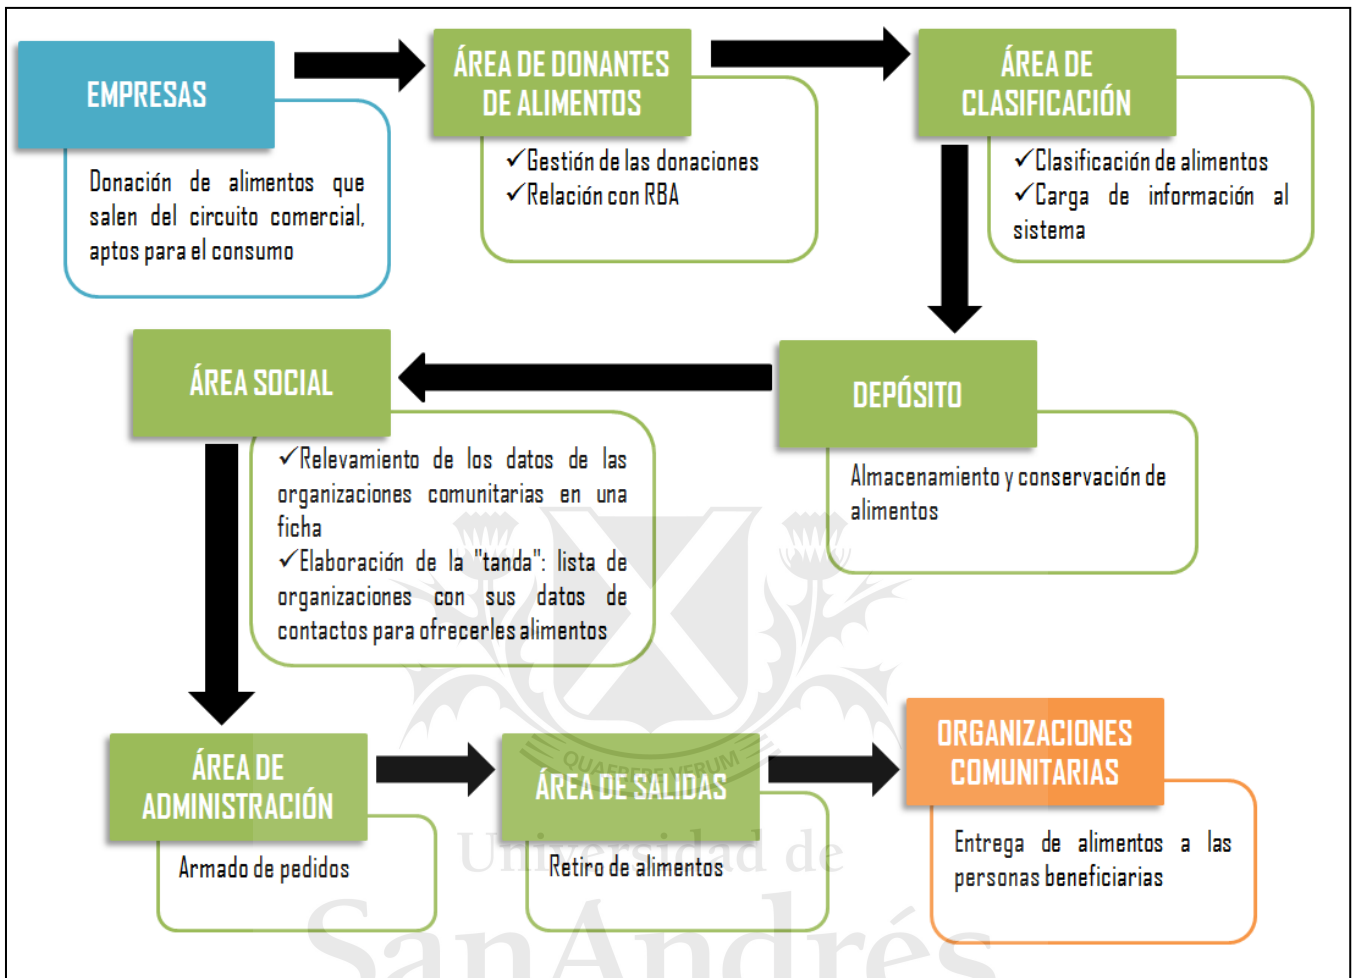 EMPRESAS
Donación de alimentos que
salen del circuito comercial,
aptos para el consumo
ÁREA DE DONANTES
DE ALIMENTOS
✓Gestión de las donaciones
✓Relación con RBA
ÁREA DE
CLASIFICACIÓN
✓Clasificación de alimentos
✓Carga de información al
sistema
DEPÓSITO
Almacenamiento y conservación de
alimentos
ÁREA SOCIAL
✓Relevamiento de los datos de las
organizaciones comunitarias en una
ficha
✓Elaboración de la "tanda": lista de
organizaciones con sus datos de
contactos para ofrecerles alimentos
ÁREA DE
ADMINISTRACIÓN
Armado de pedidos
ÁREA DE SALIDAS
Retiro de alimentos
ORGANIZACIONES
COMUNITARIAS
Entrega de alimentos a las
personas beneficiarias
QUAERERE VERUM
Universidad de
SanAndrés